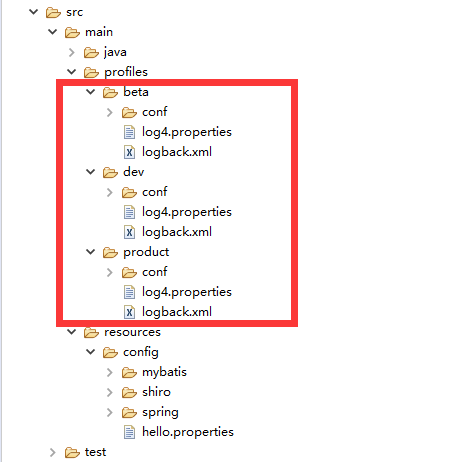 src
main
java
profiles
beta
conf
log4.properties
logback.xml
dev
conf
log4.properties
logback.xml
product
conf
log4.properties
logback.xml
resources
config
mybatis
shiro
spring
hello.properties
test